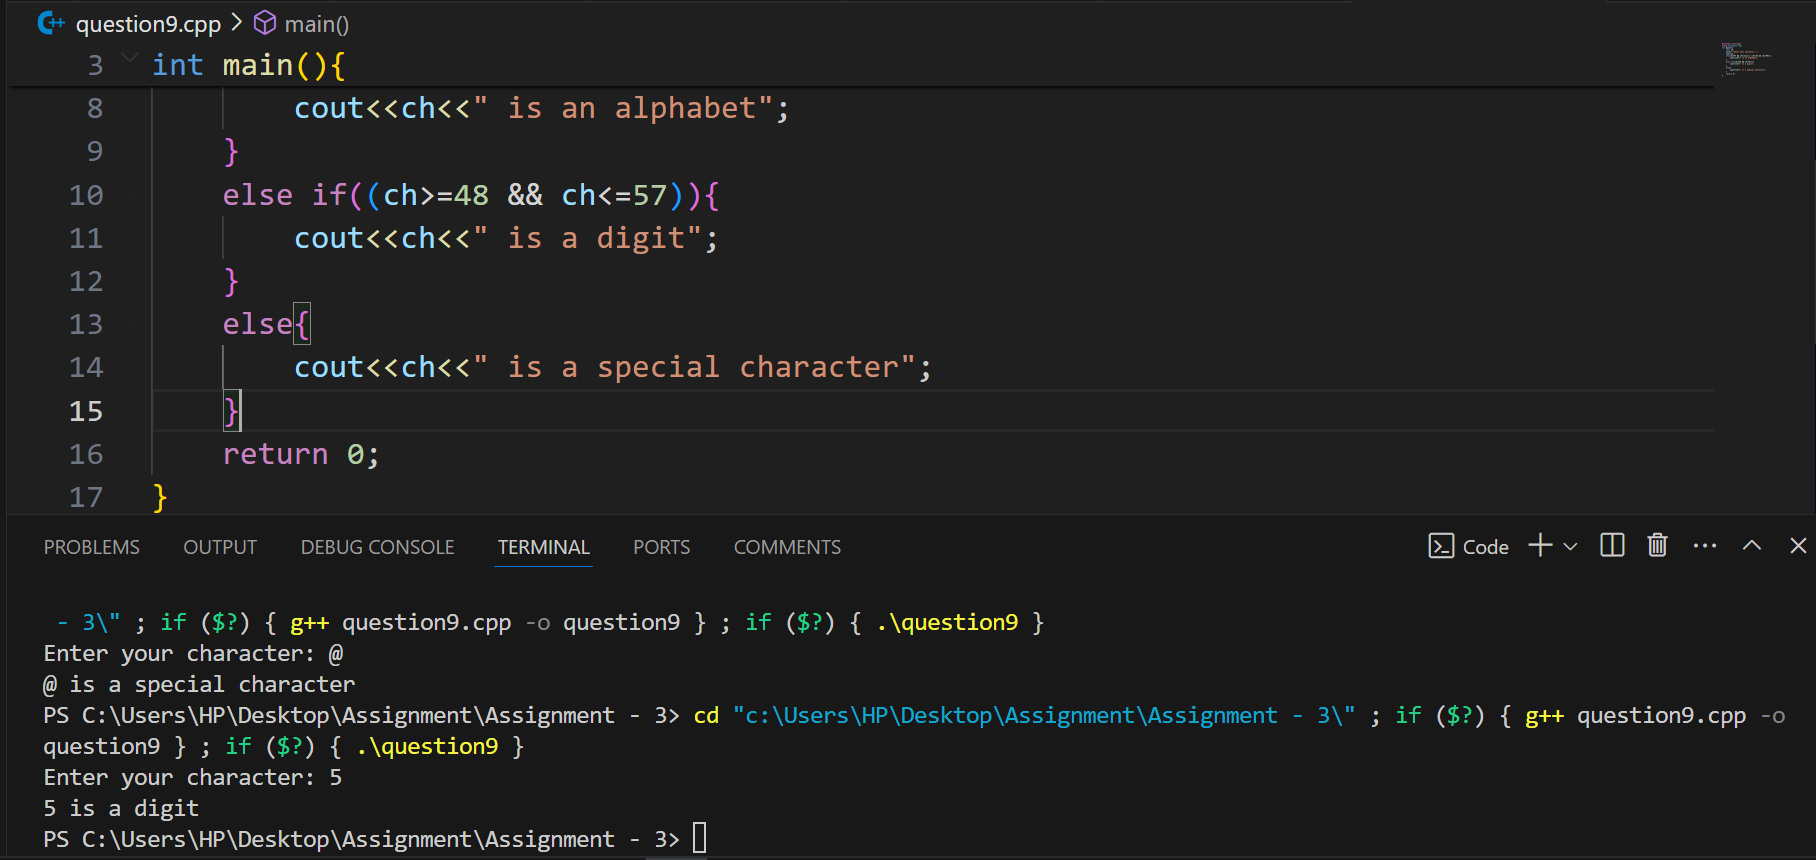 question9.cpp > main()
3 int main(){
8 cout<<ch<<" is an alphabet";
9 }
10 else if((ch>=48 && ch<=57)){
11 cout<<ch<<" is a digit";
12 }
13 else{
14 cout<<ch<<" is a special character";
15 }
16 return 0;
17 }
PROBLEMS OUTPUT DEBUG CONSOLE TERMINAL PORTS COMMENTS Code
- 3\" ; if ($?) { g++ question9.cpp -o question9 } ; if ($?) { .\question9 }
Enter your character: @
@ is a special character
PS C:\Users\HP\Desktop\Assignment\Assignment - 3> cd "c:\Users\HP\Desktop\Assignment\Assignment - 3\" ; if ($?) { g++ question9.cpp -o
question9 } ; if ($?) { .\question9 }
Enter your character: 5
5 is a digit
PS C:\Users\HP\Desktop\Assignment\Assignment - 3>